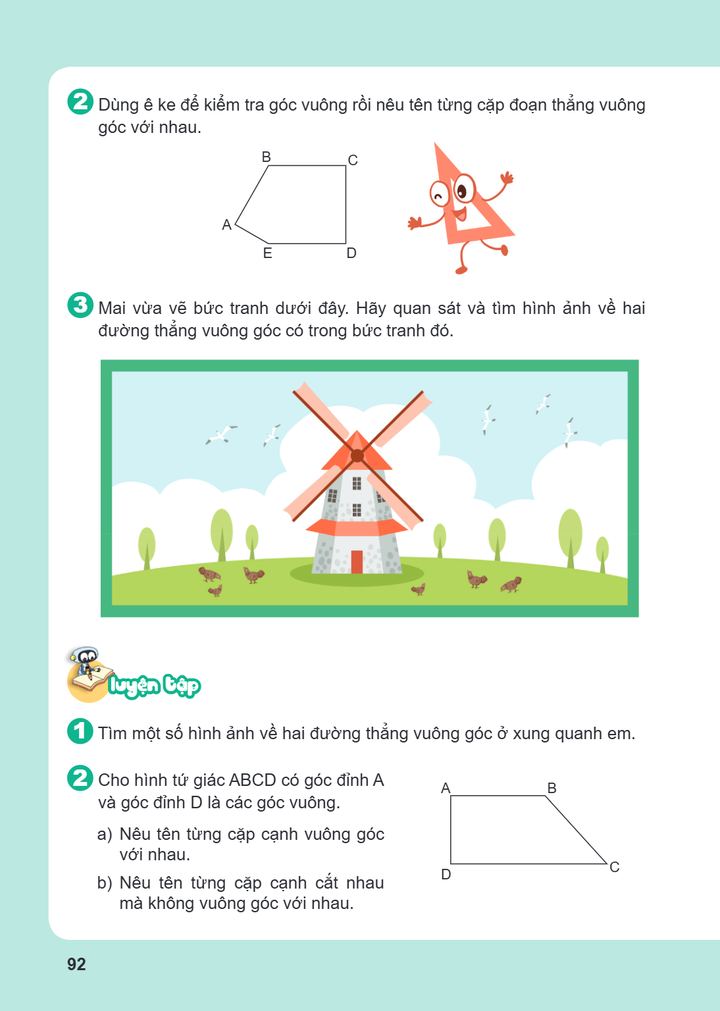 2 Dùng ê ke để kiểm tra góc vuông rồi nêu tên từng cặp đoạn thẳng vuông
góc với nhau.
B
C
A
E
D
3 Mai vừa vẽ bức tranh dưới đây. Hãy quan sát và tìm hình ảnh về hai
đường thẳng vuông góc có trong bức tranh đó.
luyện tập
1 Tìm một số hình ảnh về hai đường thẳng vuông góc ở xung quanh em.
2 Cho hình tứ giác ABCD có góc đỉnh A
và góc đỉnh D là các góc vuông.
a) Nêu tên từng cặp cạnh vuông góc
với nhau.
b) Nêu tên từng cặp cạnh cắt nhau
mà không vuông góc với nhau.
A
B
D
C
92